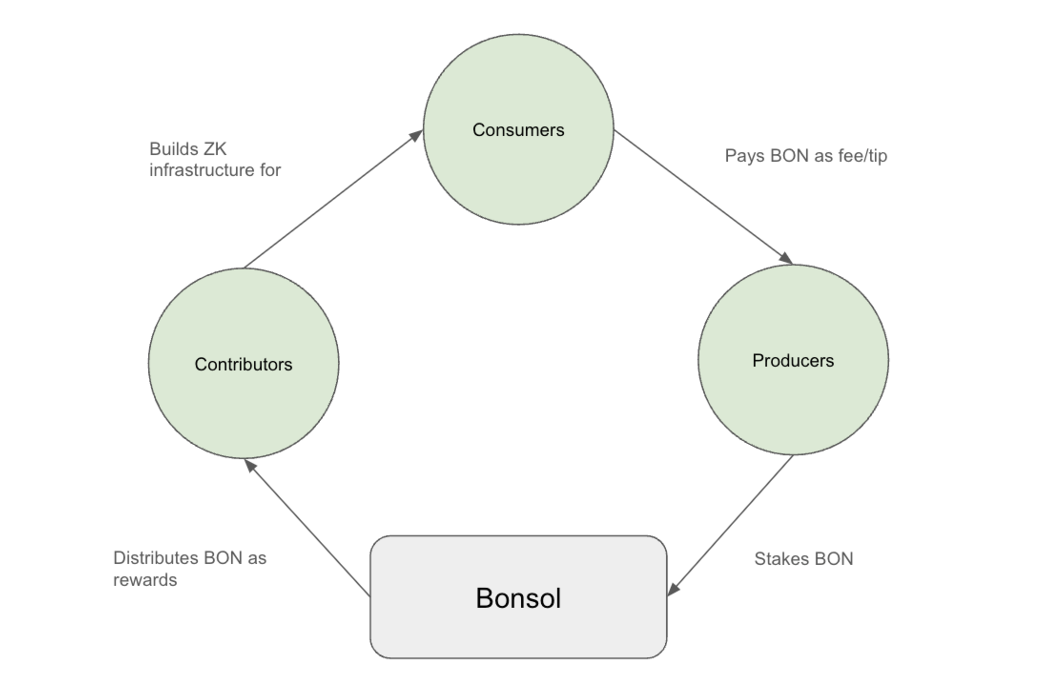 Consumers
Builds ZK
infrastructure for
Pays BON as fee/tip
Contributors
Producers
Distributes BON as
rewards
Stakes BON
Bonsol